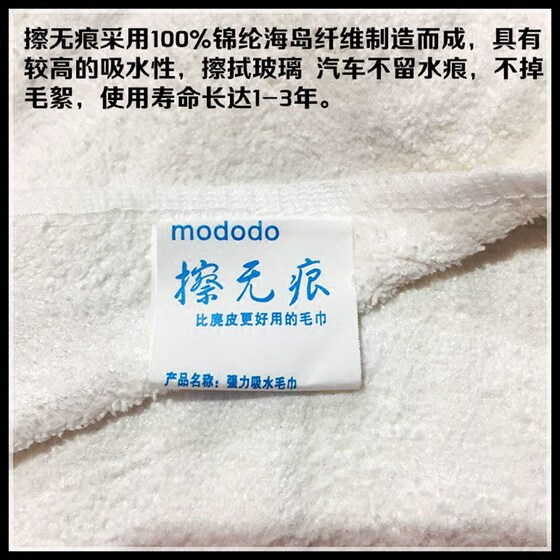 擦无痕采用100%锦纶海岛纤维制造而成，具有
较高的吸水性，擦拭玻璃 汽车不留水痕，不掉
毛絮，使用寿命长达1-3年。
mododo
擦无痕
比麂皮更好用的毛巾
产品名称：强力吸水毛巾